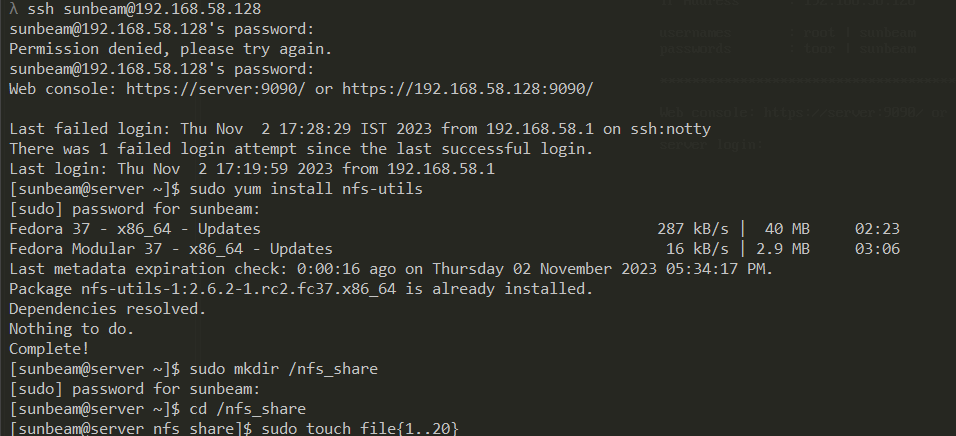 λ ssh sunbeam@192.168.58.128
sunbeam@192.168.58.128's password:
Permission denied, please try again.
sunbeam@192.168.58.128's password:
Web console: https://server:9090/ or https://192.168.58.128:9090/
Last failed login: Thu Nov  2 17:28:29 IST 2023 from 192.168.58.1 on ssh:notty
There was 1 failed login attempt since the last successful login.
Last login: Thu Nov  2 17:19:59 2023 from 192.168.58.1
[sunbeam@server ~]$ sudo yum install nfs-utils
[sudo] password for sunbeam:
Fedora 37 - x86_64 - Updates 287 kB/s | 40 MB 02:23
Fedora Modular 37 - x86_64 - Updates 16 kB/s | 2.9 MB 03:06
Last metadata expiration check: 0:00:16 ago on Thursday 02 November 2023 05:34:17 PM.
Package nfs-utils-1:2.6.2-1.rc2.fc37.x86_64 is already installed.
Dependencies resolved.
Nothing to do.
Complete!
[sunbeam@server ~]$ sudo mkdir /nfs_share
[sudo] password for sunbeam:
[sunbeam@server ~]$ cd /nfs_share
[sunbeam@server nfs_share]$ sudo touch file{1..20}